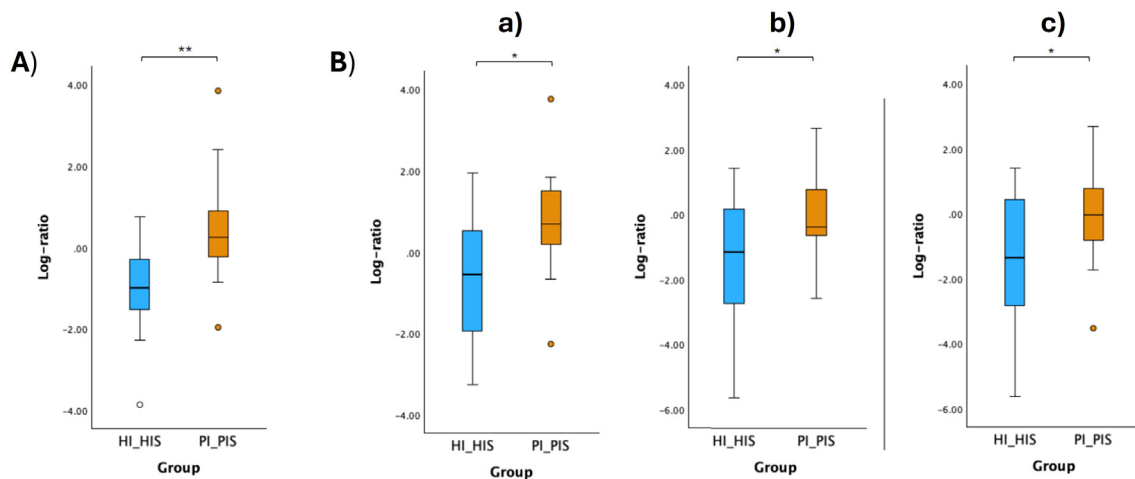 A)
**
4.00
2.00
.00
-2.00
-4.00
Log-ratio
HI_HIS PI_PIS
Group
B)
a)
*
4.00
2.00
.00
-2.00
-4.00
Log-ratio
HI_HIS PI_PIS
Group
b)
*
4.00
2.00
.00
-2.00
-4.00
-6.00
Log-ratio
HI_HIS PI_PIS
Group
c)
*
4.00
2.00
.00
-2.00
-4.00
-6.00
Log-ratio
HI_HIS PI_PIS
Group